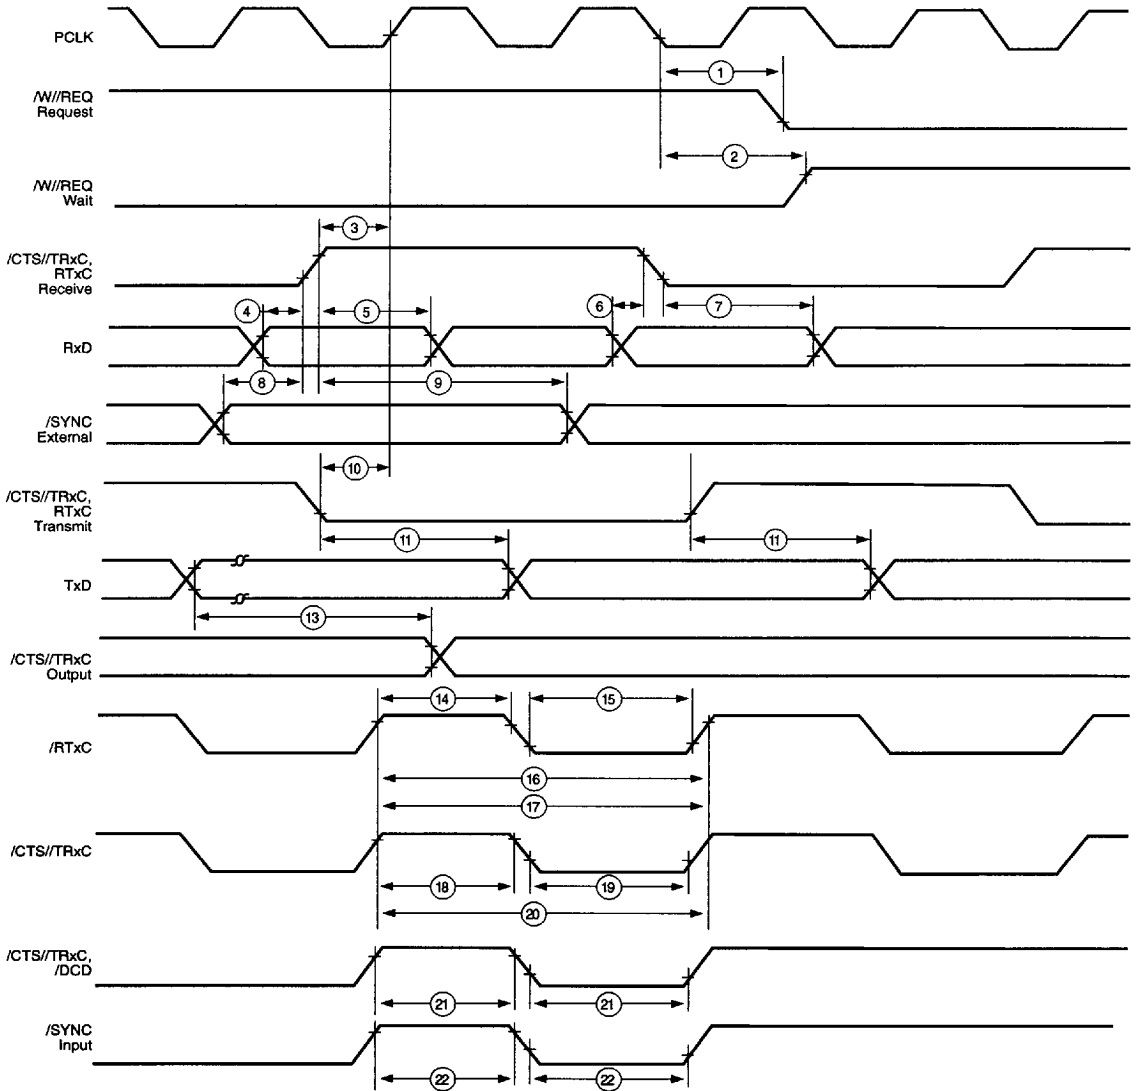 PCLK
1
/W//REQ
Request
2
/W//REQ
Wait
3
/CTS//TRxC,
RTxC
Receive
4
5
6
7
RxD
8
9
/SYNC
External
10
/CTS//TRxC,
RTxC
Transmit
11
11
TxD
13
/CTS//TRxC
Output
14
15
/RTxC
16
17
/CTS//TRxC
18
19
20
/CTS//TRxC,
/DCD
21
21
/SYNC
Input
22
22